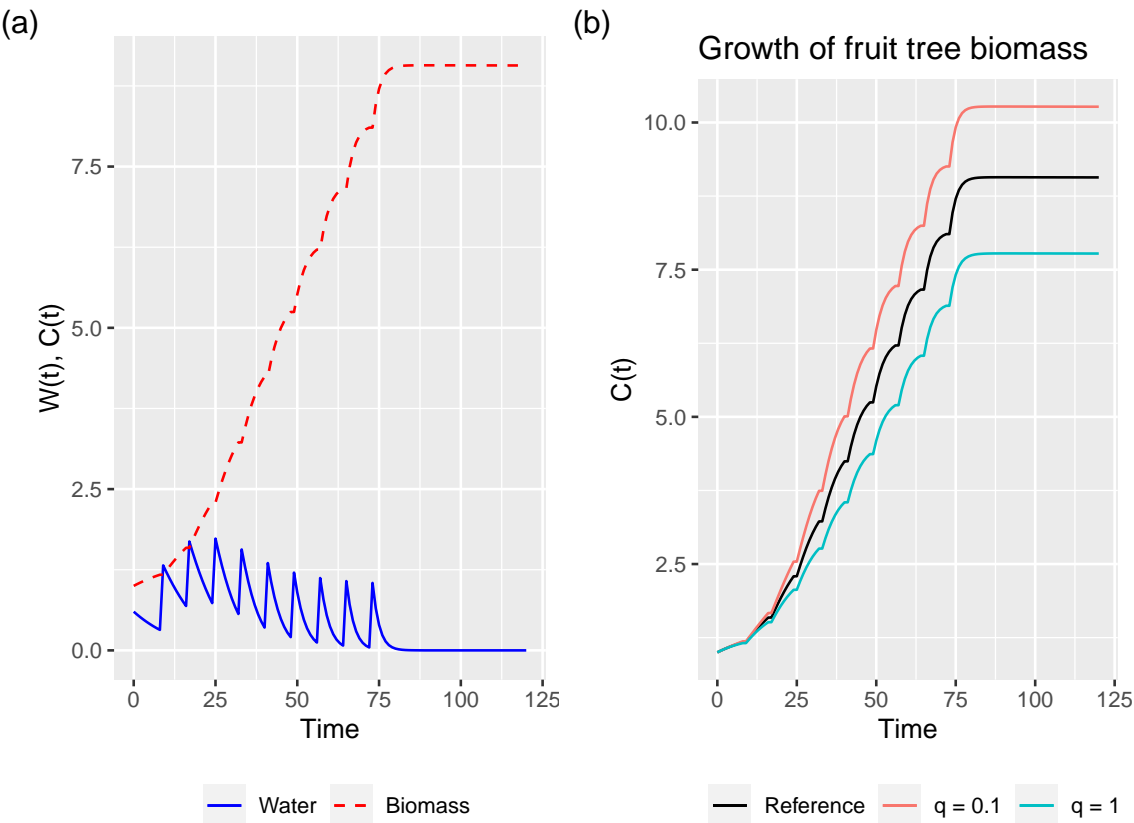 (a)
W(t), C(t)
7.5
5.0
2.5
0.0
0 25 50 75 100 125
Time
Water Biomass
(b)
Growth of fruit tree biomass
C(t)
10.0
7.5
5.0
2.5
0 25 50 75 100 125
Time
Reference q = 0.1 q = 1